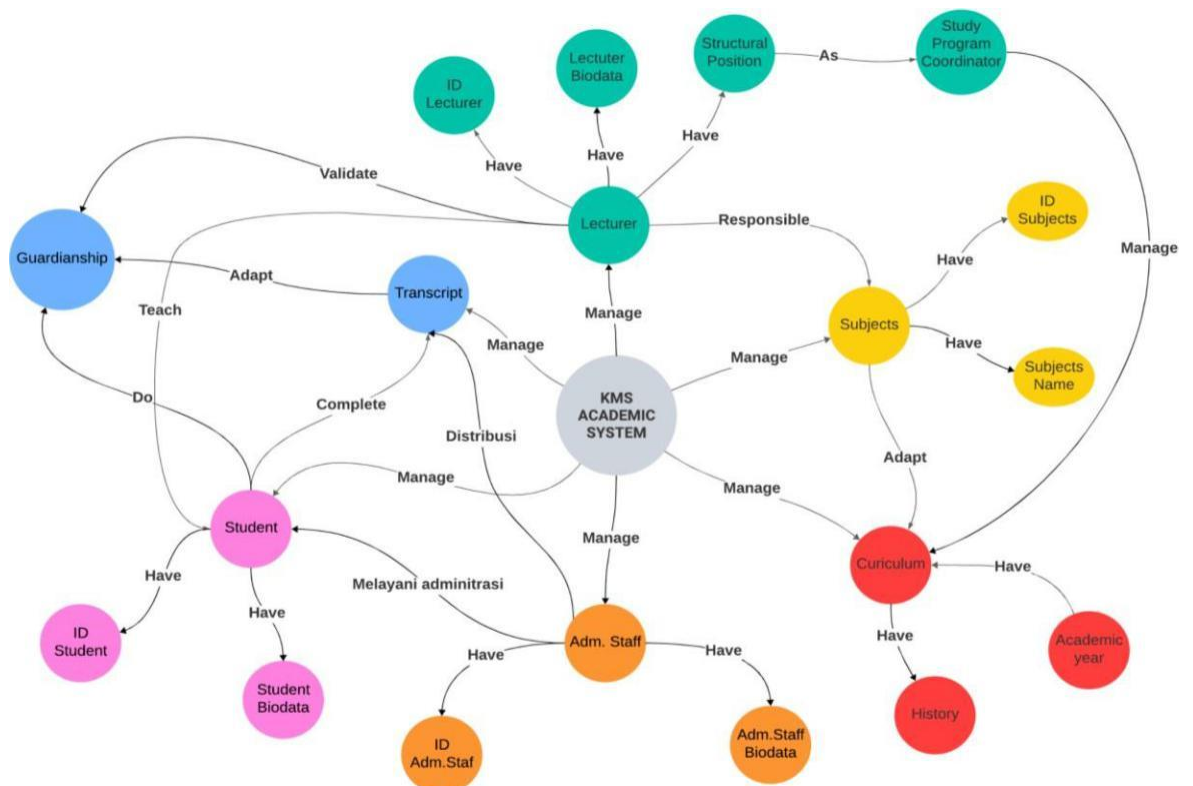 Study
Program
Coordinator
Structural
Position
As
Lectuter
Biodata
ID
Lecturer
Have
Have
Have
Validate
Lecturer
Responsible
ID
Subjects
Manage
Guardianship
Adapt
Transcript
Have
Teach
Manage
Subjects
Manage
Manage
Have
Subjects
Name
KMS
ACADEMIC
SYSTEM
Do
Complete
Distribusi
Adapt
Manage
Manage
Student
Manage
Curiculum
Have
Have
Melayani adminitrasi
Have
Have
ID
Student
Adm. Staff
Academic
year
Have
Have
Student
Biodata
History
ID
Adm.Staf
Adm.Staff
Biodata